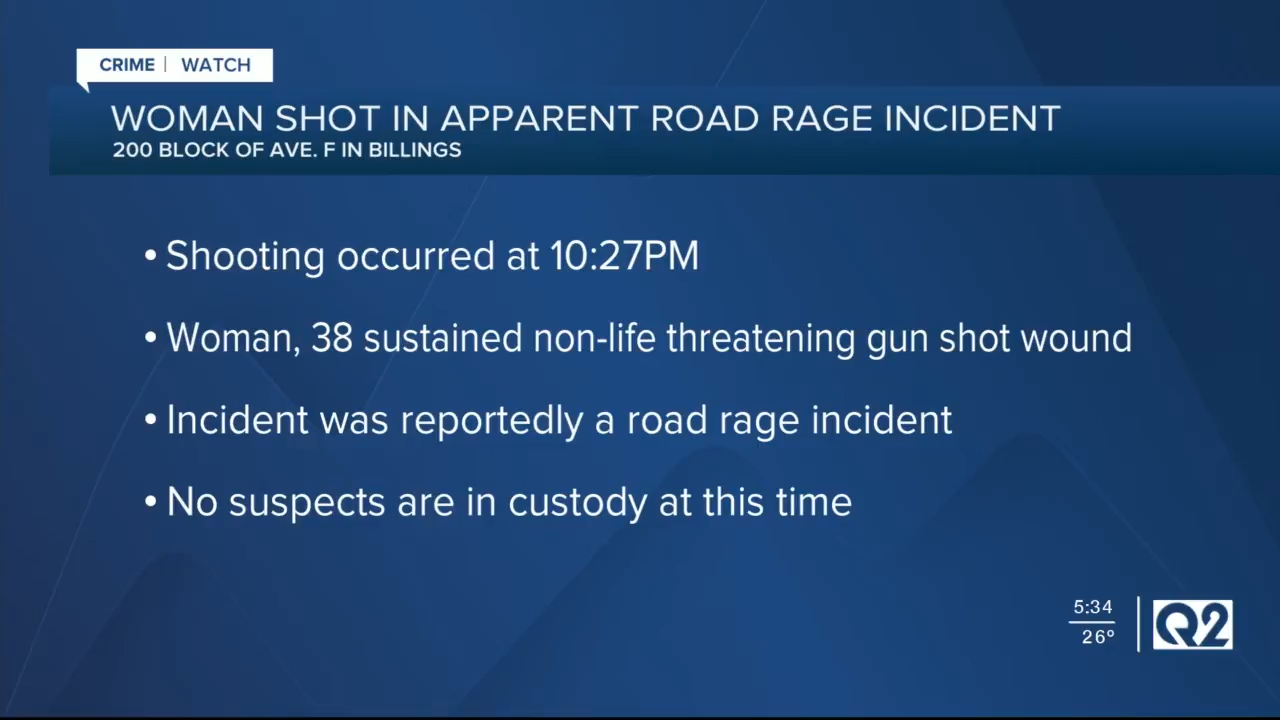 CRIME | WATCH
WOMAN SHOT IN APPARENT ROAD RAGE INCIDENT
200 BLOCK OF AVE. F IN BILLINGS
• Shooting occurred at 10:27PM
• Woman, 38 sustained non-life threatening gun shot wound
• Incident was reportedly a road rage incident
• No suspects are in custody at this time
5:34
26°
Q2